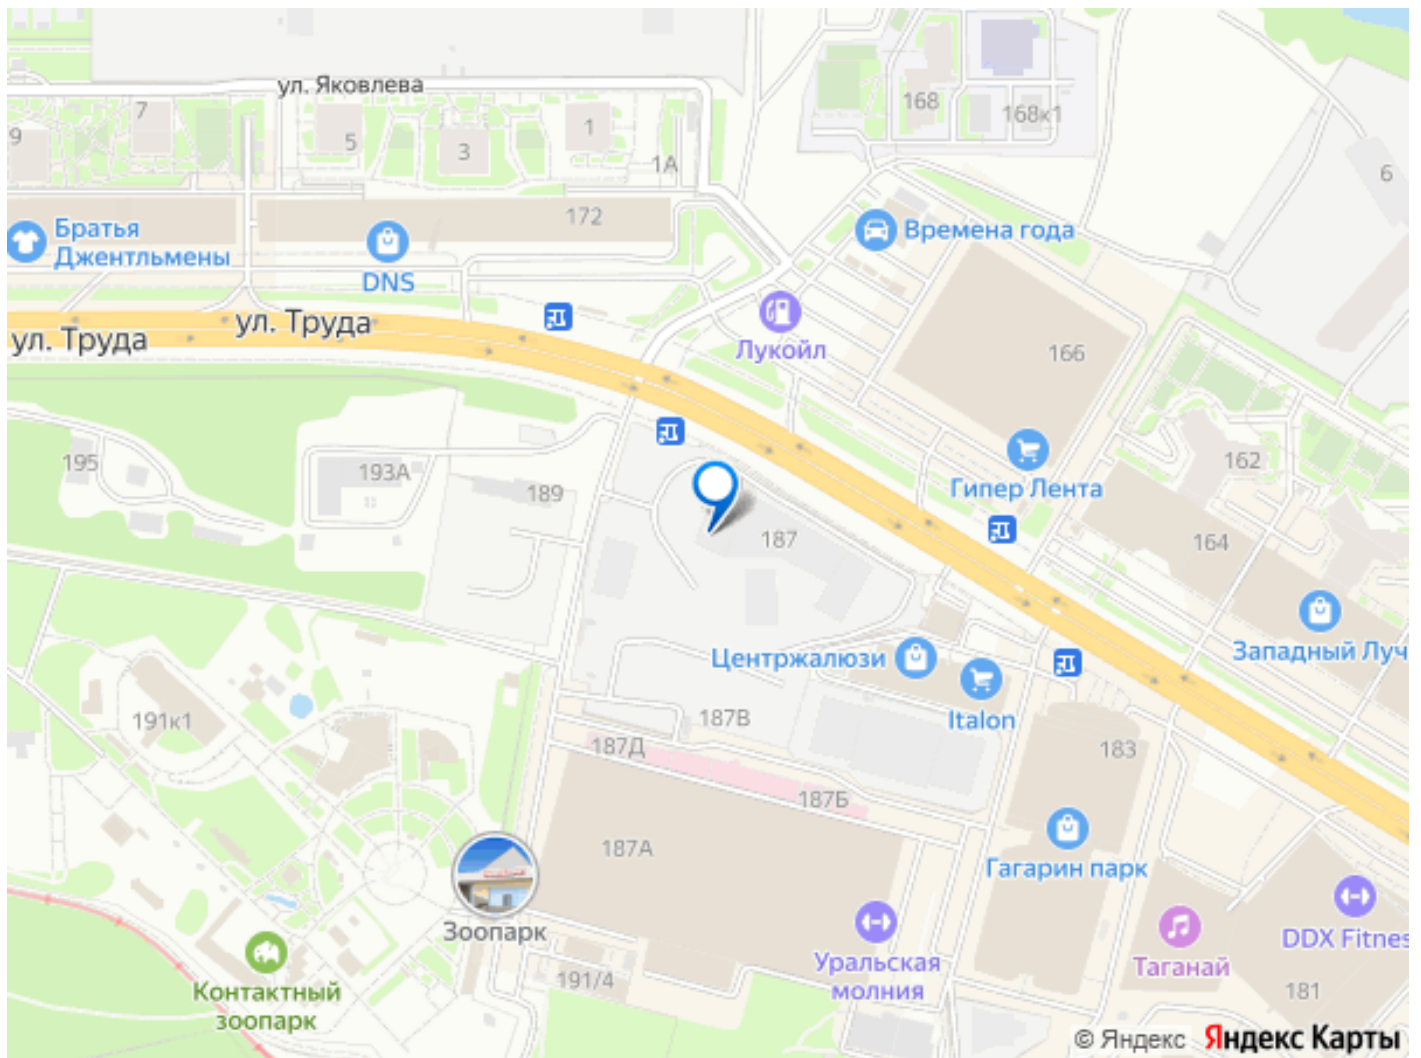 ул. Яковлева
168
168к1
7
9
5
3
1
1А
6
172
Братья
Джентльмены
DNS
Времена года
ул. Труда
ул. Труда
Лукойл
166
195
193А
189
Гипер Лента
162
187
164
Центржалюзи
Западный Луч
Italon
191к1
187В
187Д
183
187Б
187А
Гагарин парк
Зоопарк
Уральская
молния
Таганай
DDX Fitnes
Контактный
зоопарк
191/4
181
© Яндекс Яндекс Карты